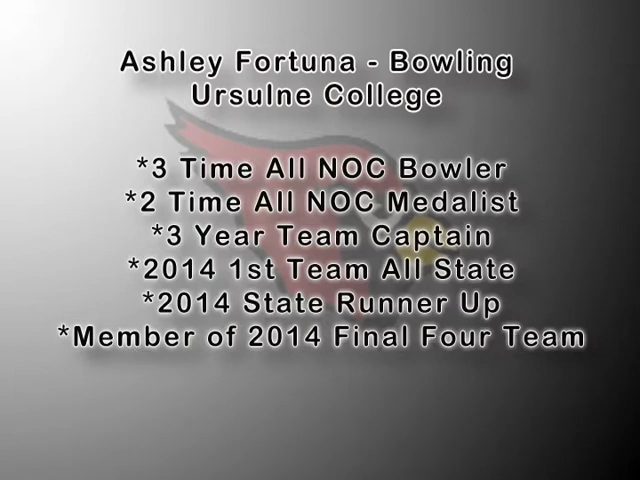 Ashley Fortuna - Bowling
Ursulne College
*3 Time All NOC Bowler
*2 Time All NOC Medalist
*3 Year Team Captain
*2014 1st Team All State
*2014 State Runner Up
*Member of 2014 Final Four Team